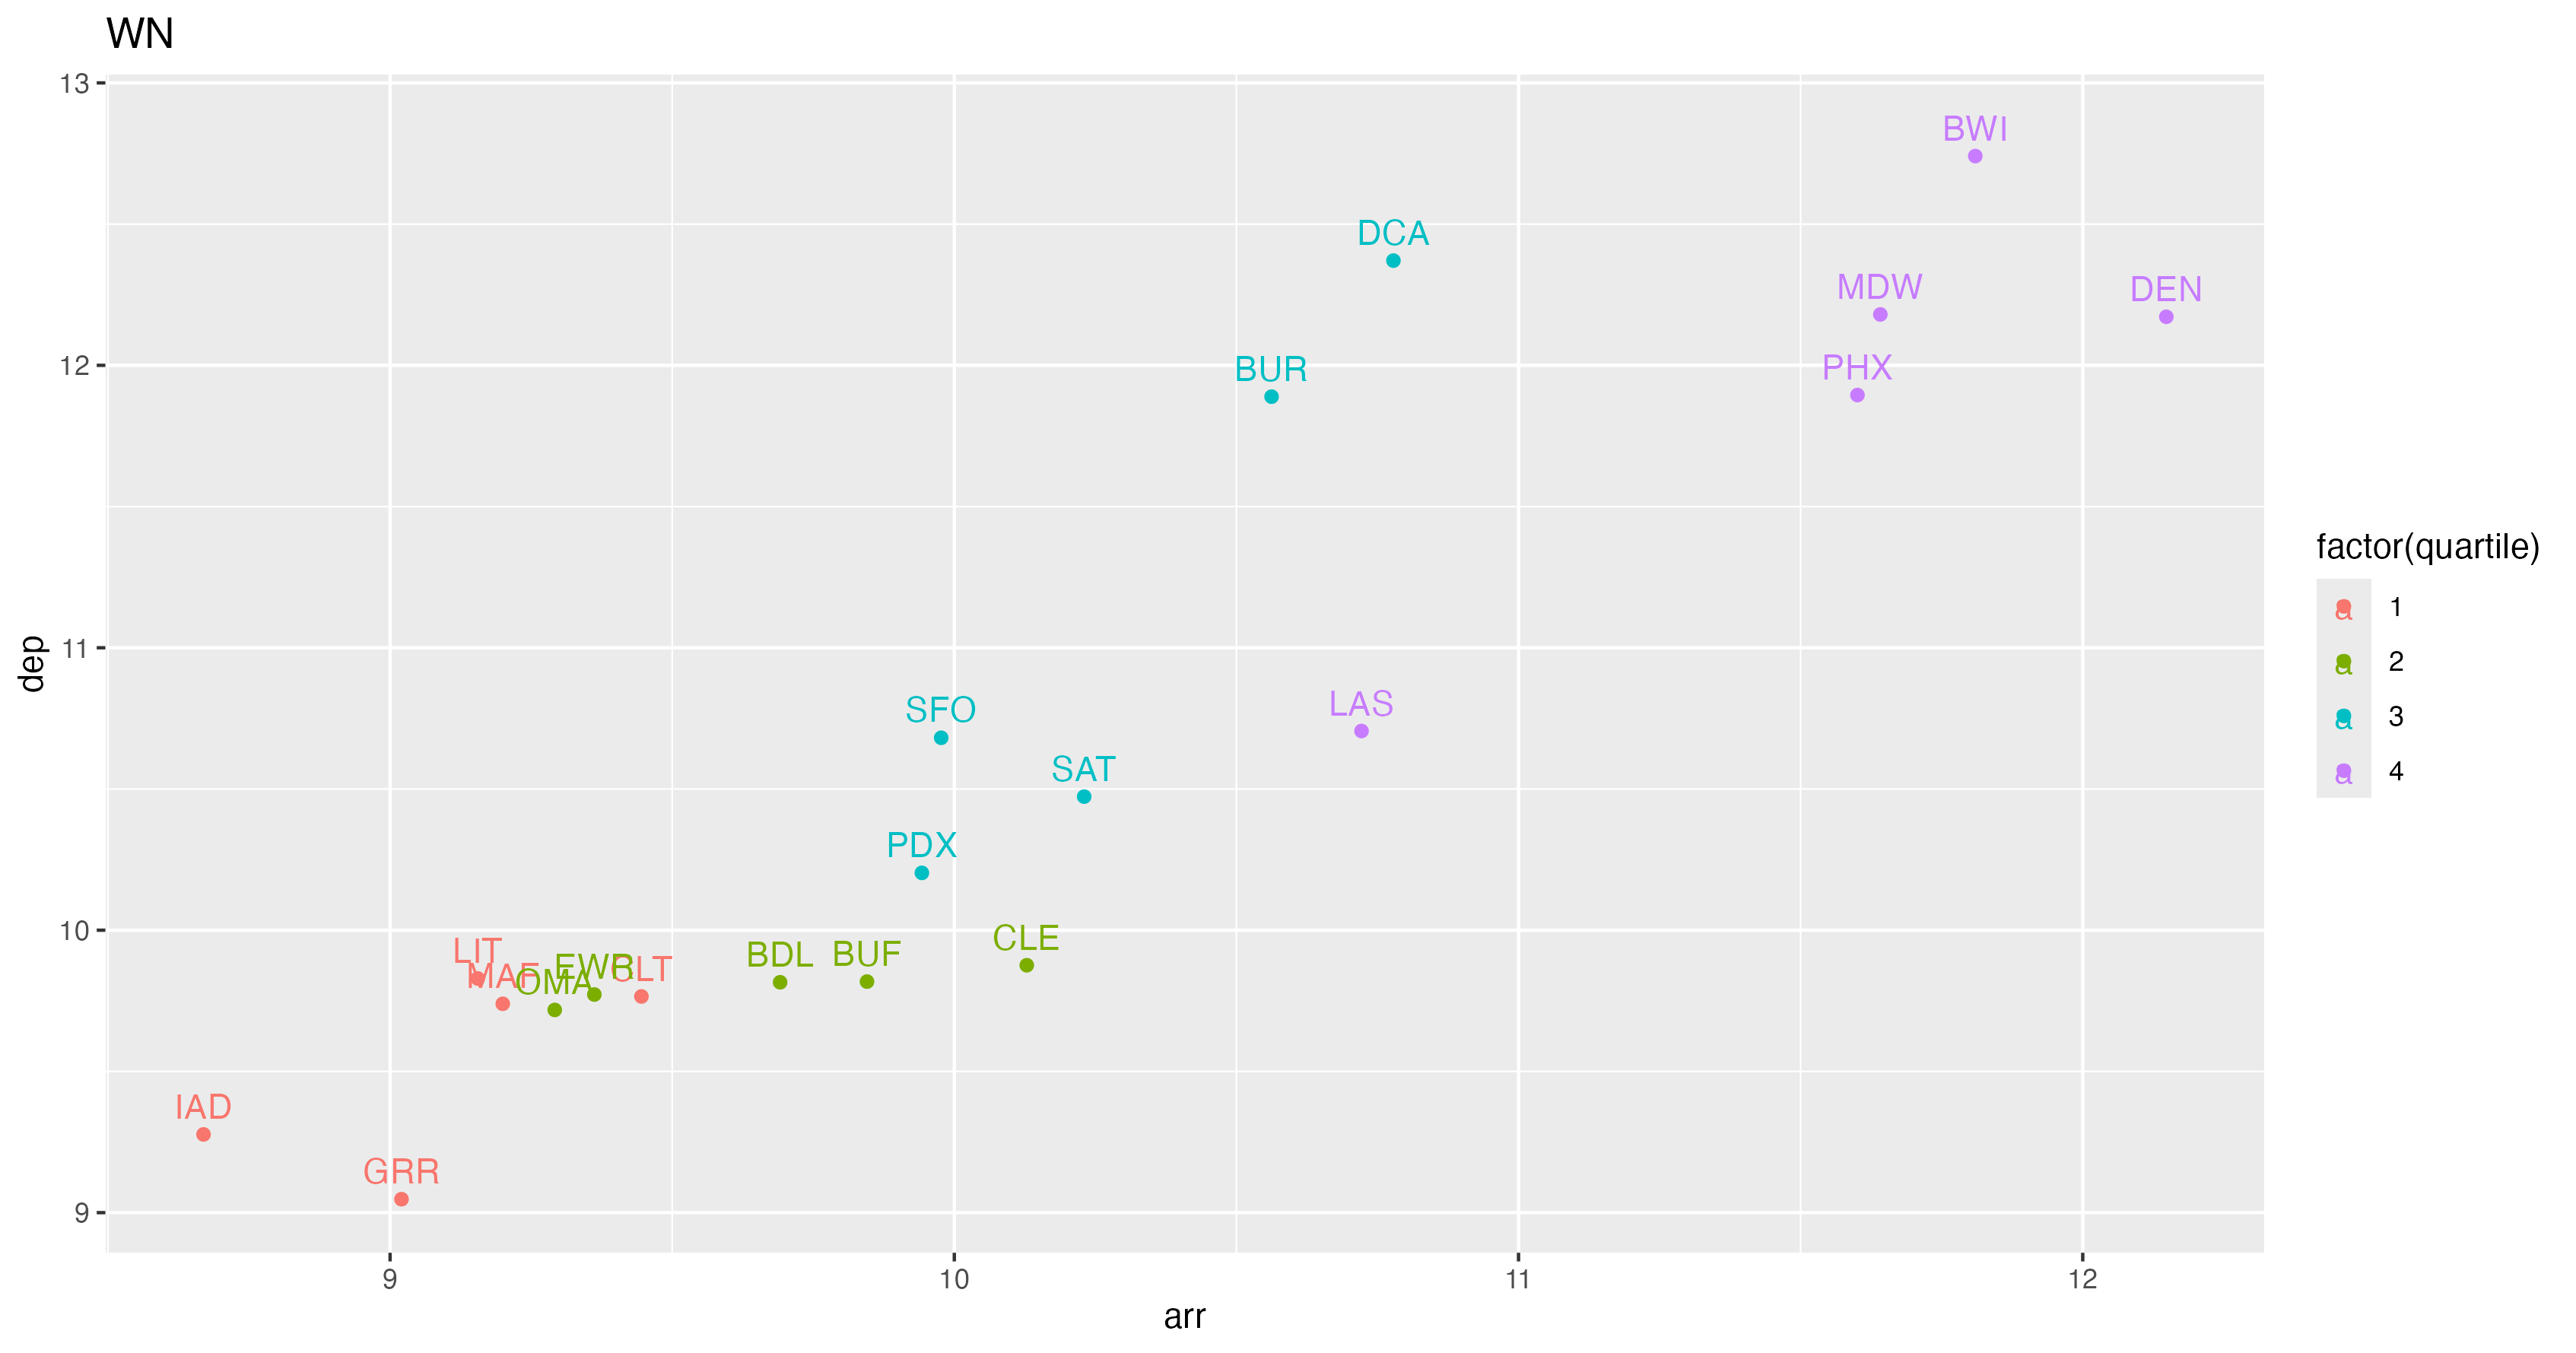 WN
13
12
11
10
9
dep
BWI
DCA
MDW
DEN
BUR
PHX
SFO
LAS
SAT
PDX
CLE
LIT
MAF
OMA
EWR
CLT
BDL
BUF
IAD
GRR
9
10
11
12
arr
factor(quartile)
a 1
a 2
a 3
a 4